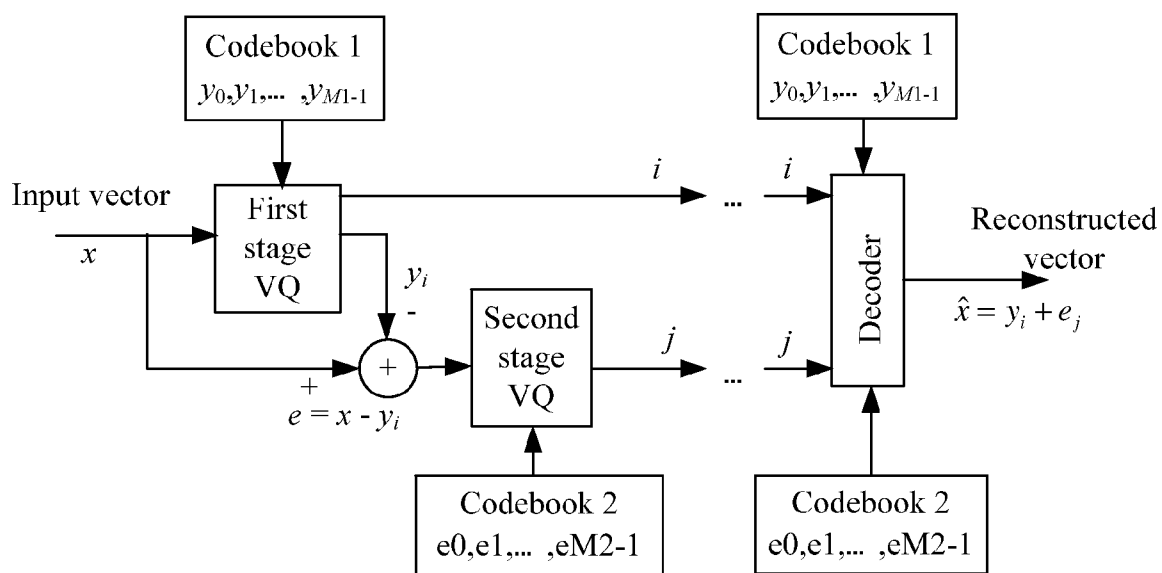 Codebook 1
y0,y1,... ,yM1-1
Codebook 1
y0,y1,... ,yM1-1
Input vector
x
First
stage
VQ
i
...
i
yi
-
Second
stage
VQ
+
+
e = x - yi
j
...
j
Decoder
Reconstructed
vector
x̂ = yi + ej
Codebook 2
e0,e1,... ,eM2-1
Codebook 2
e0,e1,... ,eM2-1